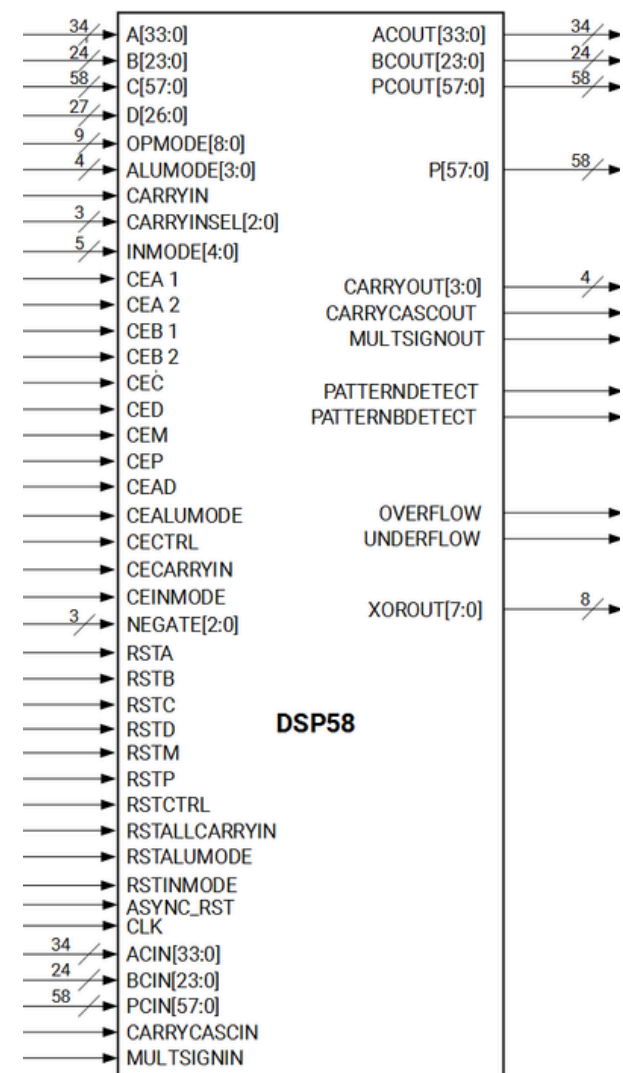 34 A[33:0] ACOUT[33:0] 34
24 B[23:0] BCOUT[23:0] 24
58 C[57:0] PCOUT[57:0] 58
27 D[26:0]
9 OPMODE[8:0]
4 ALUMODE[3:0] P[57:0] 58
CARRYIN
3 CARRYINSEL[2:0]
5 INMODE[4:0]
CEA 1 CARRYOUT[3:0] 4
CEA 2 CARRYCASCOUT
CEB 1 MULTSIGNOUT
CEB 2
CEC PATTERNDETECT
CED PATTERNBDETECT
CEM
CEP
CEAD
CEALUMODE OVERFLOW
CECTRL UNDERFLOW
CECARRYIN
CEINMODE XOROUT[7:0] 8
3 NEGATE[2:0]
RSTA
RSTB
RSTC
RSTD DSP58
RSTM
RSTP
RSTCTRL
RSTALLCARRYIN
RSTALUMODE
RSTINMODE
ASYNC_RST
CLK
34 ACIN[33:0]
24 BCIN[23:0]
58 PCIN[57:0]
CARRYCASCIN
MULTSIGNIN